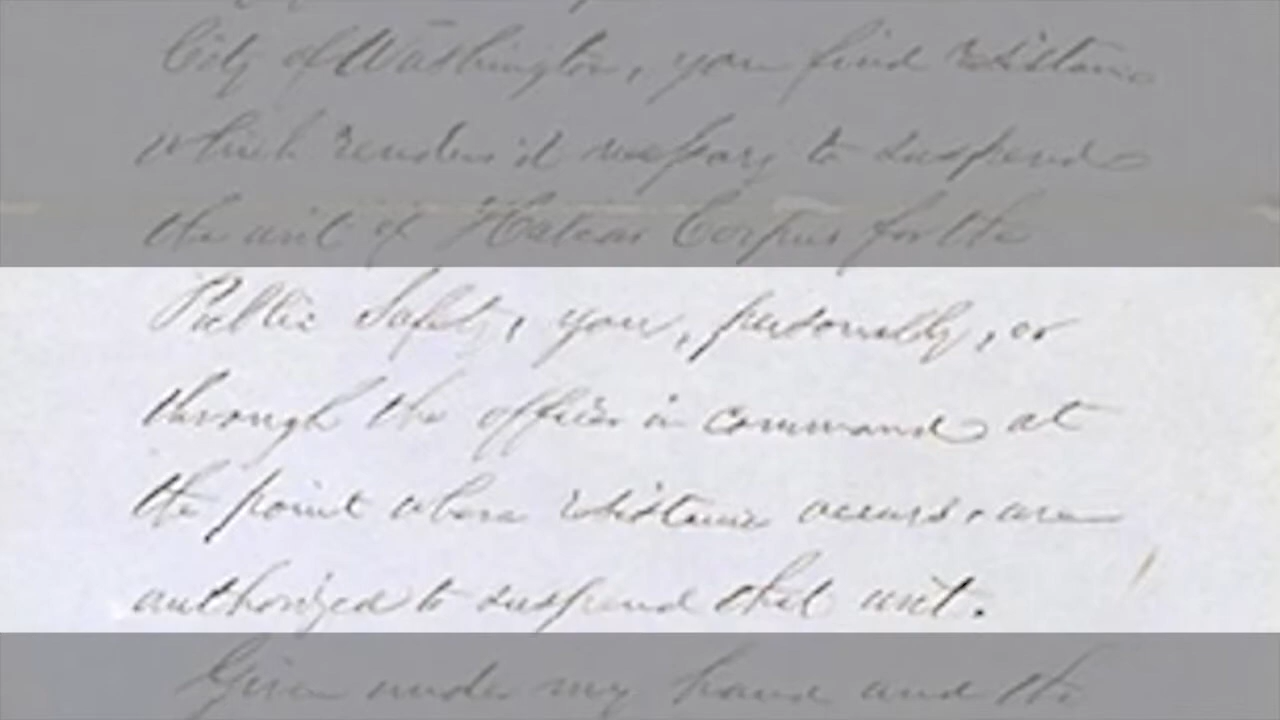 City of Washington, you find resistance
which renders it necessary to suspend
the writ of Habeas Corpus for the
Public Safety, you, personally, or
through the officer in command at
the point where resistance occurs, are
authorized to suspend that writ.
Given under my hand and the